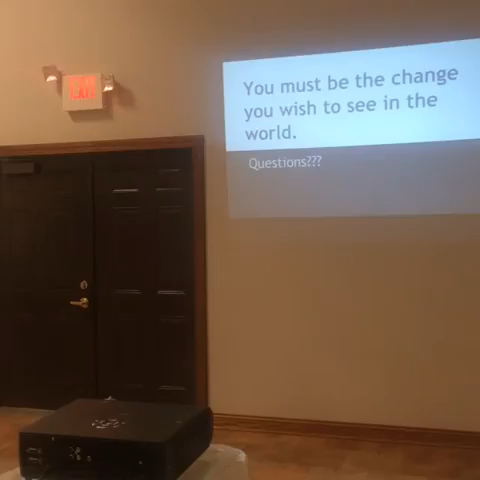 EXIT
You must be the change
you wish to see in the
world.
Questions???